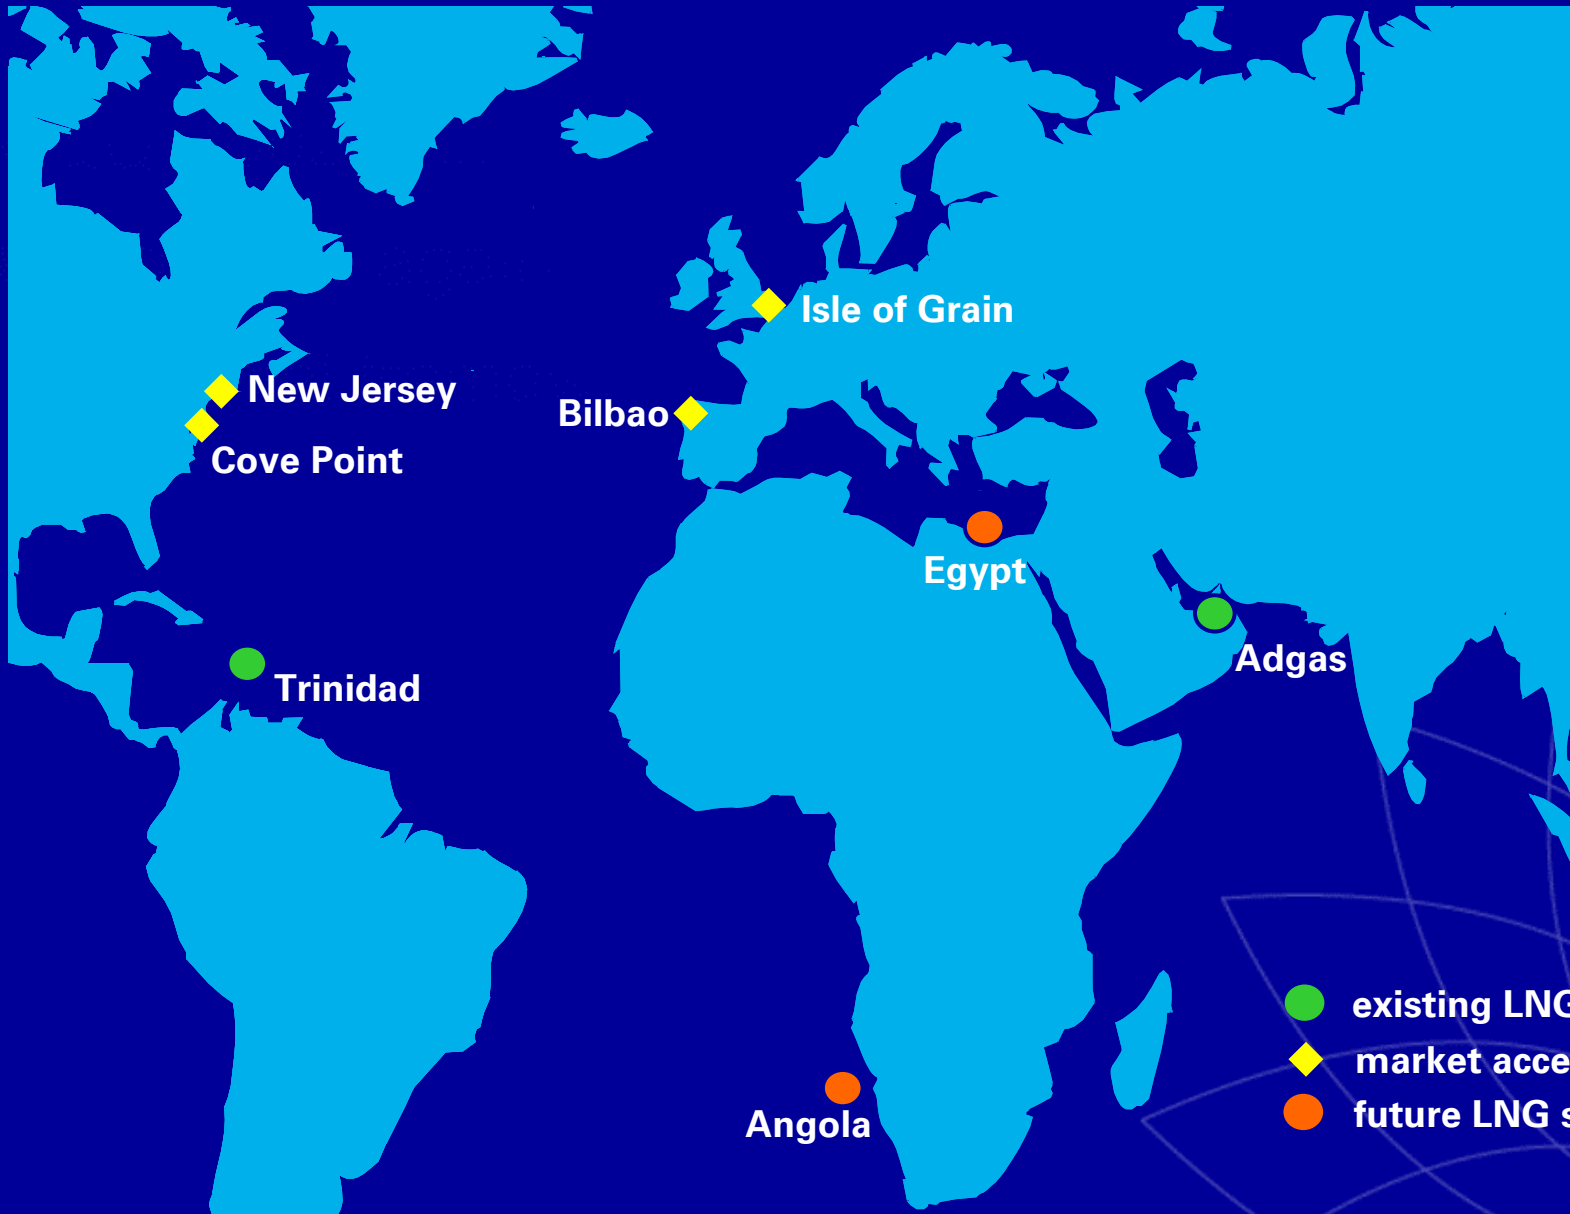 Isle of Grain
New Jersey
Bilbao
Cove Point
Egypt
Adgas
Trinidad
existing LNG
market acce
future LNG s
Angola